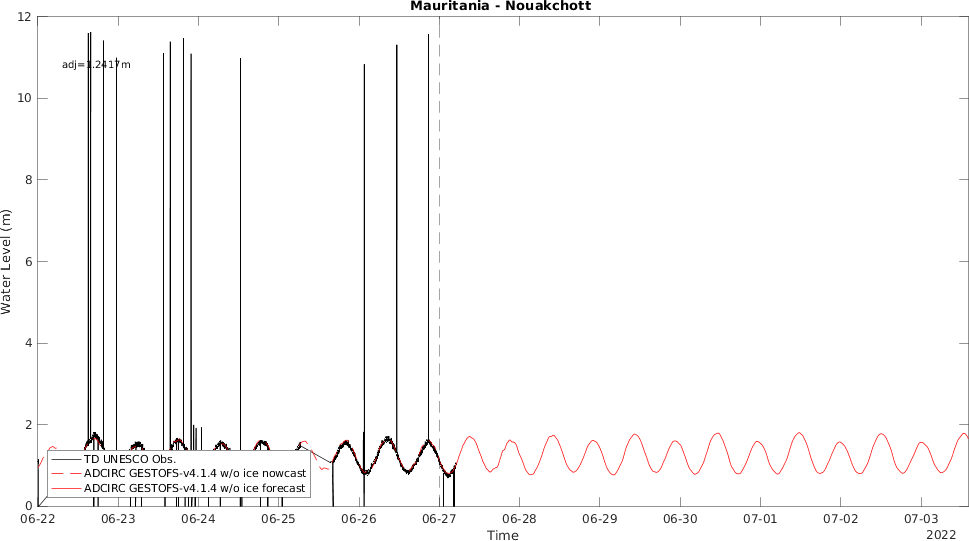 Mauritania - Nouakchott
12
10
8
6
4
2
0
Water Level (m)
adj=1.2417m
TD UNESCO Obs.
ADCIRC GESTOFS-v4.1.4 w/o ice nowcast
ADCIRC GESTOFS-v4.1.4 w/o ice forecast
06-22 06-23 06-24 06-25 06-26 06-27 06-28 06-29 06-30 07-01 07-02 07-03
Time
2022